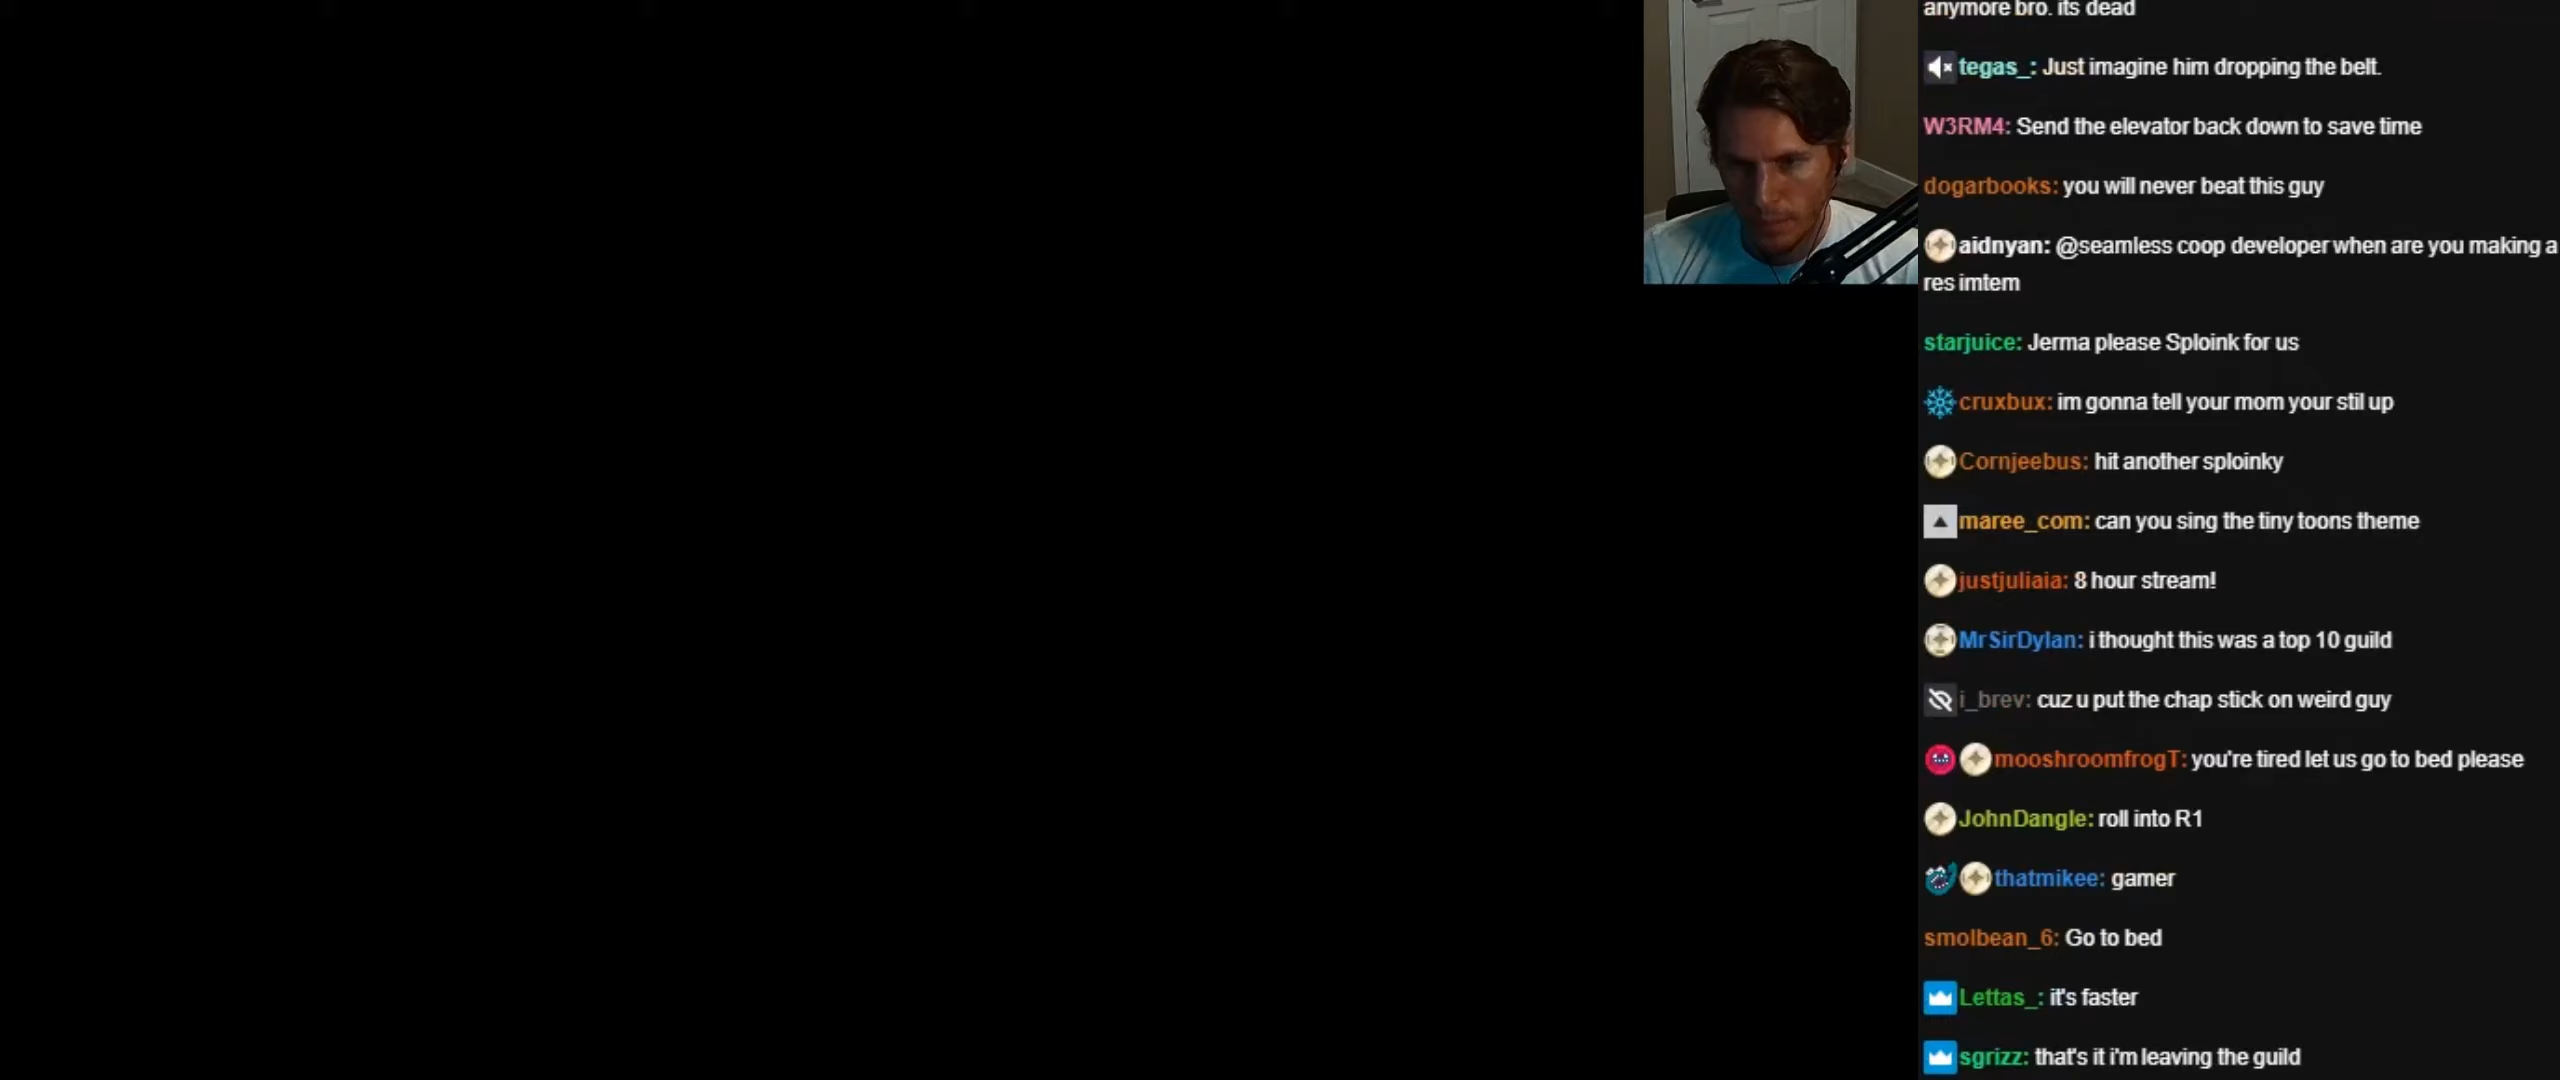 anymore bro. its dead
tegas_: Just imagine him dropping the belt.
W3RM4: Send the elevator back down to save time
dogarbooks: you will never beat this guy
aidnyan: @seamless coop developer when are you making a
res imtem
starjuice: Jerma please Sploink for us
cruxbux: im gonna tell your mom your stil up
Cornjeebus: hit another sploinky
maree_com: can you sing the tiny toons theme
justjuliaia: 8 hour stream!
MrSirDylan: i thought this was a top 10 guild
i_brev: cuz u put the chap stick on weird guy
mooshroomfrogT: you're tired let us go to bed please
JohnDangle: roll into R1
thatmikee: gamer
smolbean_6: Go to bed
Lettas_: it's faster
sgrizz: that's it i'm leaving the guild